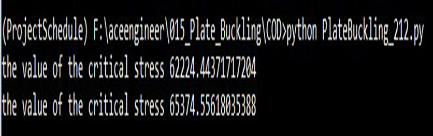 (ProjectSchedule) F:\aceengineer\015_Plate_Buckling\COD>python PlateBuckling_212.py
the value of the critical stress 62224.44371717204
the value of the critical stress 65374.55618035388